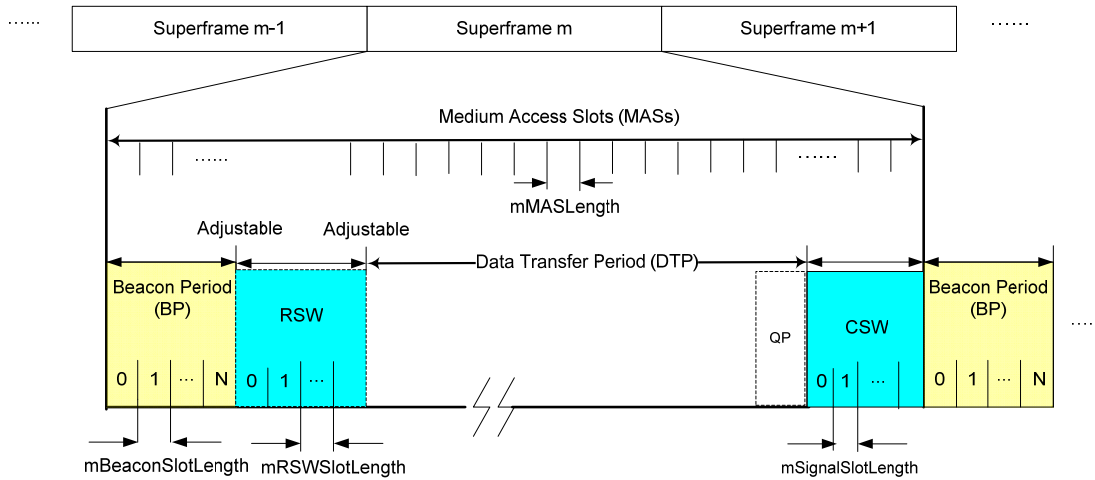 ...... Superframe m-1 Superframe m Superframe m+1 ......
Medium Access Slots (MASs)
...... ......
mMASLength
Adjustable Adjustable
Data Transfer Period (DTP)
Beacon Period
(BP)
RSW
QP
CSW
Beacon Period
(BP)
....
0 1 ... N 0 1 ... 0 1 ... 0 1 ... N
mBeaconSlotLength mRSWSlotLength mSignalSlotLength